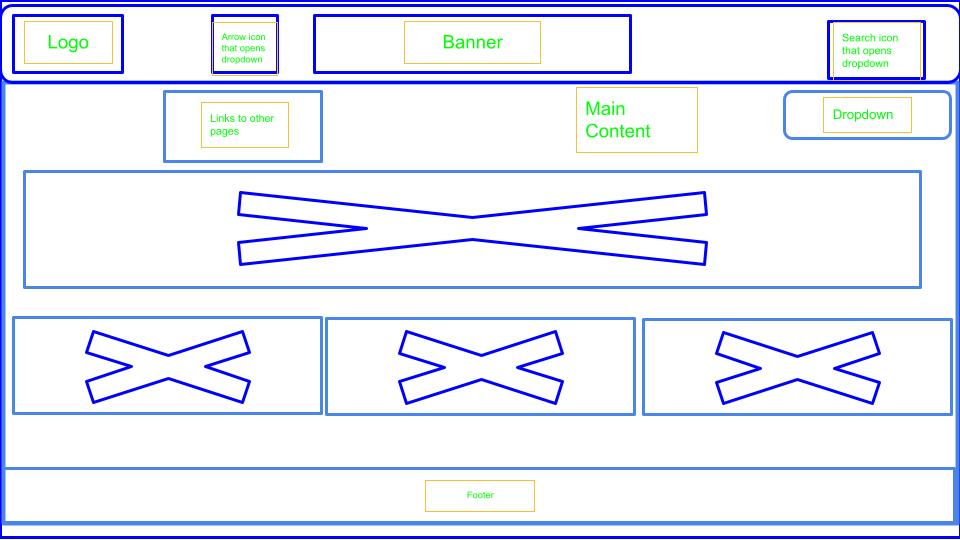 Logo
Arrow icon
that opens
dropdown
Banner
Search icon
that opens
dropdown
Links to other
pages
Main
Content
Dropdown
Footer